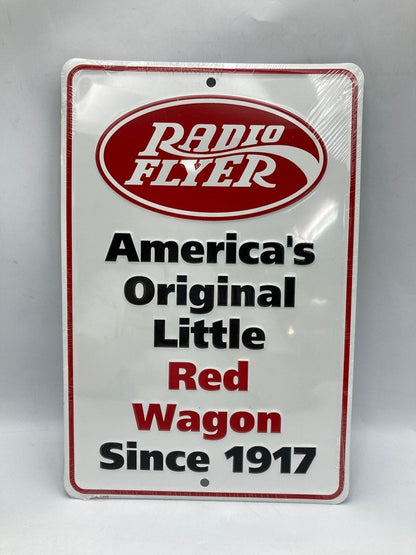 RADIO
FLYER
America's
Original
Little
Red
Wagon
Since 1917